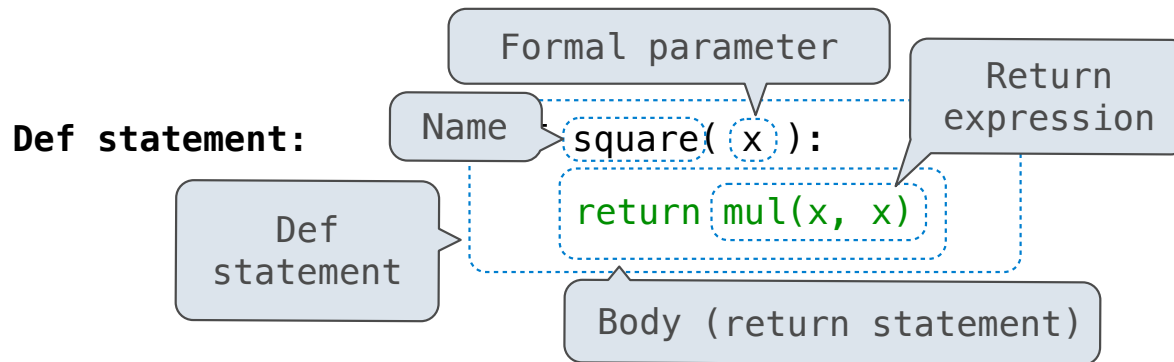 Formal parameter
Return
expression
Name
Def statement:
square( x ):
return mul(x, x)
Def
statement
Body (return statement)